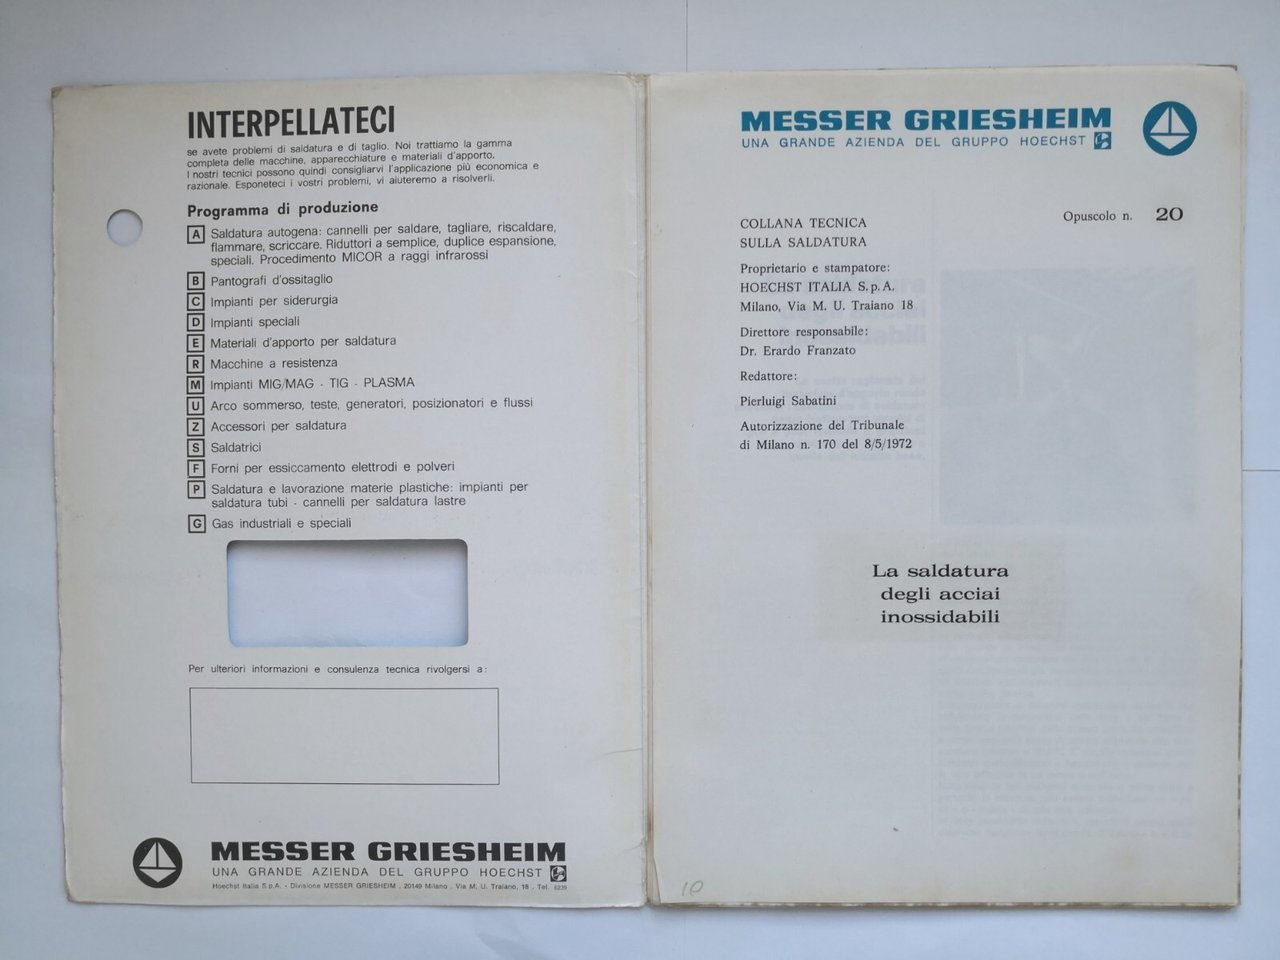 INTERPELLATECI
se avete problemi di saldatura e di taglio. Noi trattiamo la gamma
completa delle macchine, apparecchiature e materiali d'apporto.
I nostri tecnici possono quindi consigliarvi l'applicazione più economica e
razionale. Esponeteci i vostri problemi, vi aiuteremo a risolverli.
Programma di produzione
A Saldatura autogena: cannelli per saldare, tagliare, riscaldare,
fiammare, scriccare. Riduttori a semplice, duplice espansione,
speciali. Procedimento MICOR a raggi infrarossi
B Pantografi d'ossitaglio
C Impianti per siderurgia
D Impianti speciali
E Materiali d'apporto per saldatura
R Macchine a resistenza
M Impianti MIG/MAG - TIG - PLASMA
U Arco sommerso, teste, generatori, posizionatori e flussi
Z Accessori per saldatura
S Saldatrici
F Forni per essiccamento elettrodi e polveri
P Saldatura e lavorazione materie plastiche: impianti per
saldatura tubi - cannelli per saldatura lastre
G Gas industriali e speciali
Per ulteriori informazioni e consulenza tecnica rivolgersi a:
MESSER GRIESHEIM
UNA GRANDE AZIENDA DEL GRUPPO HOECHST
Hoechst Italia S.p.A. - Divisione MESSER GRIESHEIM . 20149 Milano . Via M. U. Traiano, 18 . Tel. 6239
MESSER GRIESHEIM
UNA GRANDE AZIENDA DEL GRUPPO HOECHST
Opuscolo n. 20
COLLANA TECNICA
SULLA SALDATURA
Proprietario e stampatore:
HOECHST ITALIA S.p.A.
Milano, Via M. U. Traiano 18
Direttore responsabile:
Dr. Erardo Franzato
Redattore:
Pierluigi Sabatini
Autorizzazione del Tribunale
di Milano n. 170 del 8/5/1972
La saldatura
degli acciai
inossidabili
10